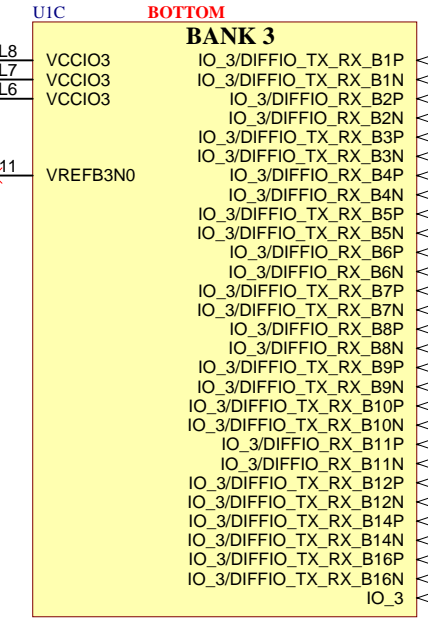 U1C BOTTOM
BANK 3
L8 VCCIO3 IO_3/DIFFIO_TX_RX_B1P
L7 VCCIO3 IO_3/DIFFIO_TX_RX_B1N
L6 VCCIO3 IO_3/DIFFIO_RX_B2P
IO_3/DIFFIO_RX_B2N
IO_3/DIFFIO_TX_RX_B3P
IO_3/DIFFIO_TX_RX_B3N
11 VREFB3N0 IO_3/DIFFIO_RX_B4P
IO_3/DIFFIO_RX_B4N
IO_3/DIFFIO_TX_RX_B5P
IO_3/DIFFIO_TX_RX_B5N
IO_3/DIFFIO_RX_B6P
IO_3/DIFFIO_RX_B6N
IO_3/DIFFIO_TX_RX_B7P
IO_3/DIFFIO_TX_RX_B7N
IO_3/DIFFIO_RX_B8P
IO_3/DIFFIO_RX_B8N
IO_3/DIFFIO_TX_RX_B9P
IO_3/DIFFIO_TX_RX_B9N
IO_3/DIFFIO_TX_RX_B10P
IO_3/DIFFIO_TX_RX_B10N
IO_3/DIFFIO_RX_B11P
IO_3/DIFFIO_RX_B11N
IO_3/DIFFIO_TX_RX_B12P
IO_3/DIFFIO_TX_RX_B12N
IO_3/DIFFIO_TX_RX_B14P
IO_3/DIFFIO_TX_RX_B14N
IO_3/DIFFIO_TX_RX_B16P
IO_3/DIFFIO_TX_RX_B16N
IO_3